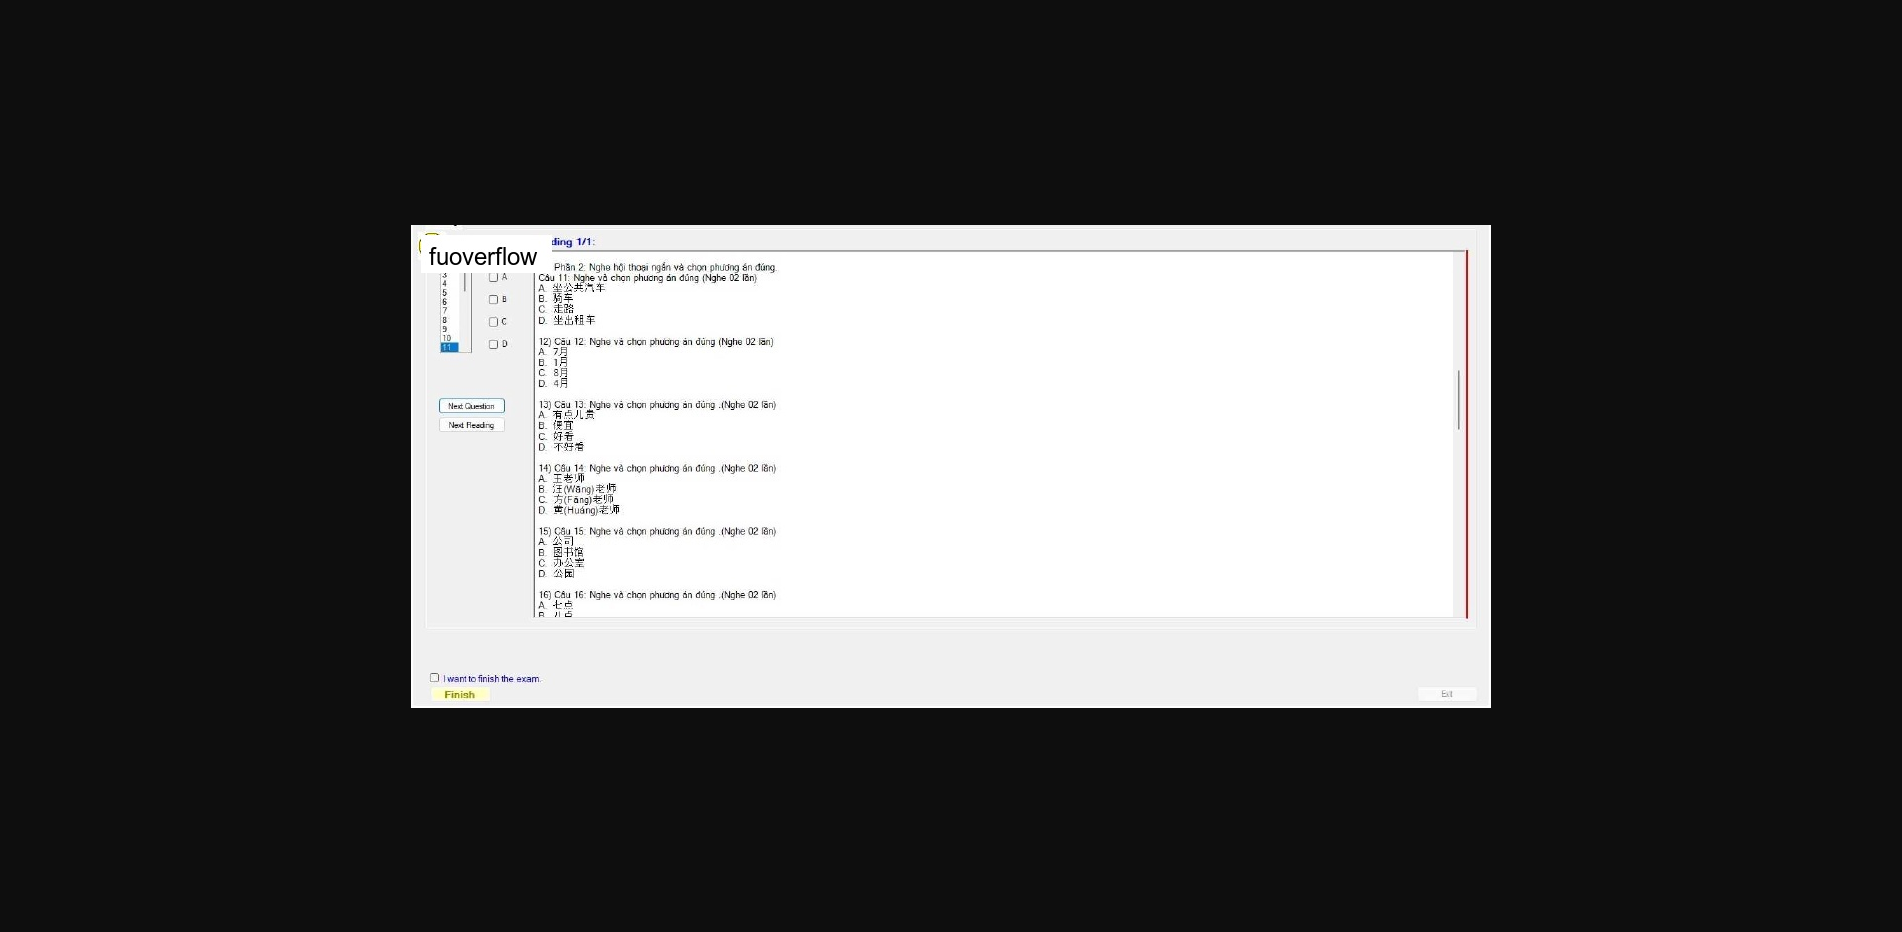 ding 1/1:
fuoverflow
Phần 2: Nghe hội thoại ngắn và chọn phương án đúng.
Câu 11: Nghe và chọn phương án đúng (Nghe 02 lần)
A. 坐公共汽车
B. 骑车
C. 走路
D. 坐出租车
12) Câu 12: Nghe và chọn phương án đúng (Nghe 02 lần)
A. 7月
B. 1月
C. 8月
D. 4月
13) Câu 13: Nghe và chọn phương án đúng .(Nghe 02 lần)
A. 有点儿贵
B. 便宜
C. 好看
D. 不好看
14) Câu 14: Nghe và chọn phương án đúng .(Nghe 02 lần)
A. 王老师
B. 汪(Wāng)老师
C. 方(Fāng)老师
D. 黄(Huáng)老师
15) Câu 15: Nghe và chọn phương án đúng .(Nghe 02 lần)
A. 公司
B. 图书馆
C. 办公室
D. 公园
16) Câu 16: Nghe và chọn phương án đúng .(Nghe 02 lần)
A. 七点
B. 八点
3
4
5
6
7
8
9
10
11
A
B
C
D
Next Question
Next Reading
I want to finish the exam.
Finish
Exit